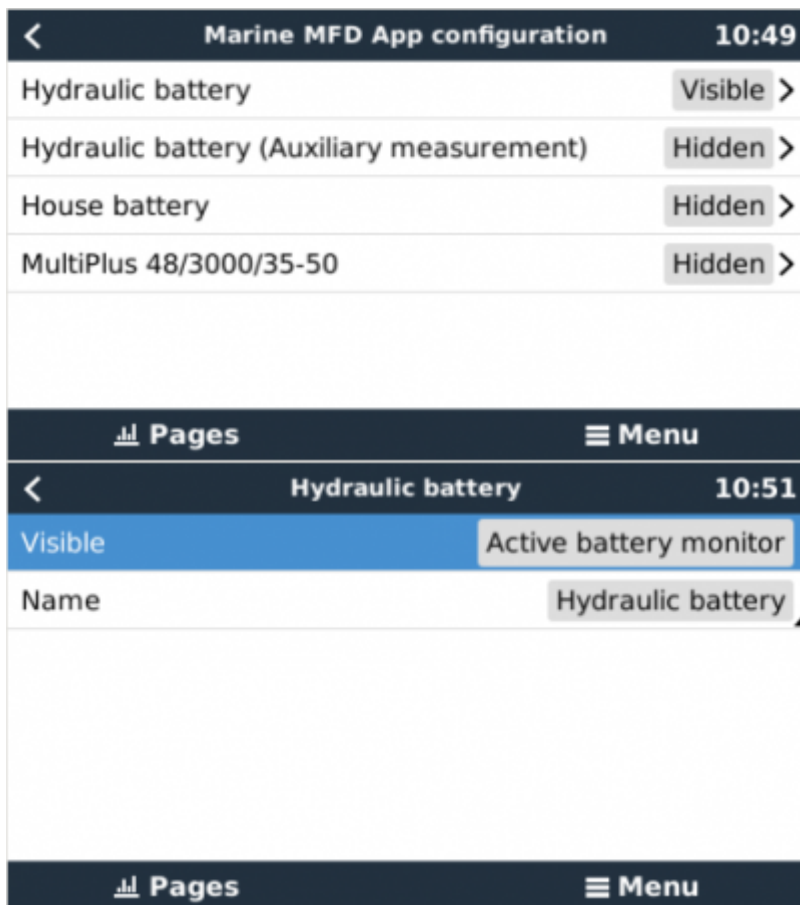 Marine MFD App configuration 10:49
Hydraulic battery Visible
Hydraulic battery (Auxiliary measurement) Hidden
House battery Hidden
MultiPlus 48/3000/35-50 Hidden
Pages Menu
Hydraulic battery 10:51
Visible Active battery monitor
Name Hydraulic battery
Pages Menu